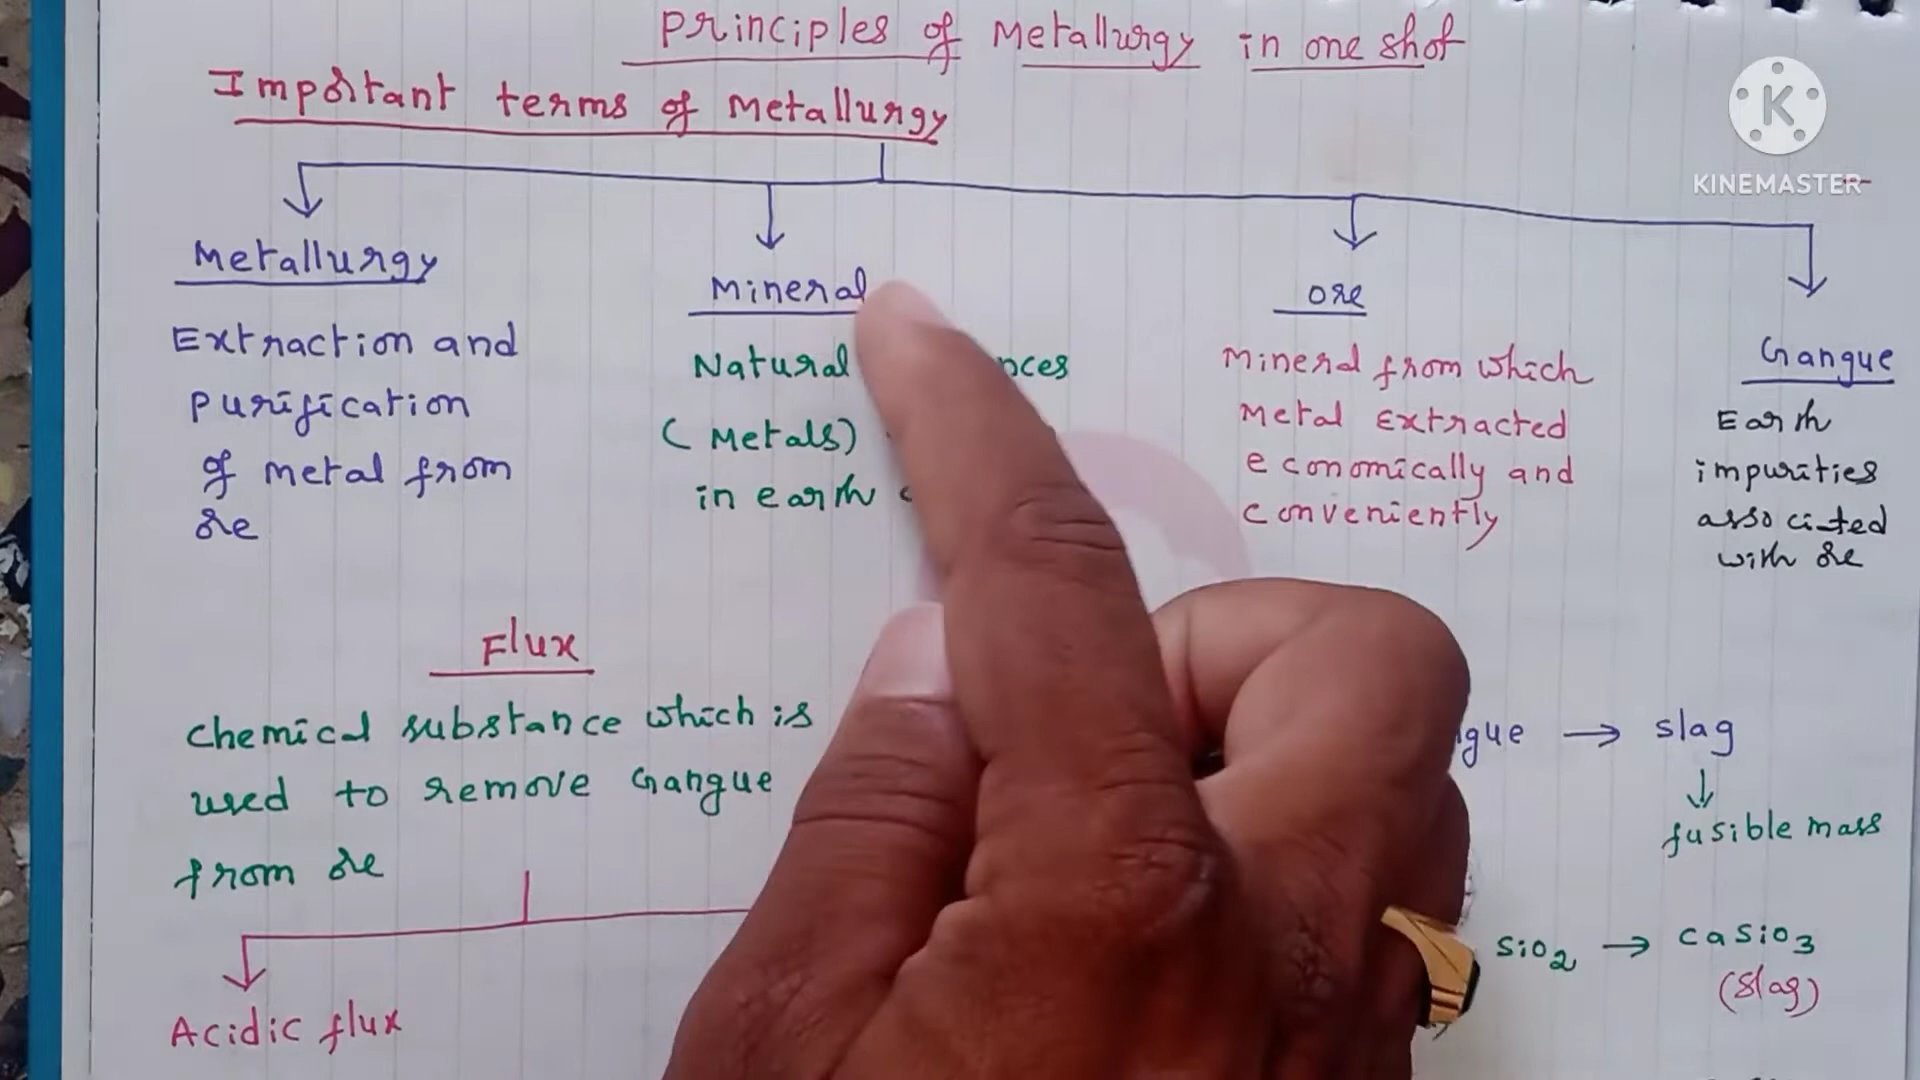 Principles of Metallurgy in one shot
Important terms of Metallurgy
KINEMASTER
Metallurgy
Extraction and
purification
of metal from
ore
Mineral
Natural
(Metals)
in earth
ore
Mineral from which
metal extracted
economically and
conveniently
Gangue
Earth
impurities
associted
with ore
Flux
chemical substance which is
used to remove Gangue
from ore
→ slag
↓
fusible mass
Acidic flux
SiO2 → CaSiO3
(Slag)